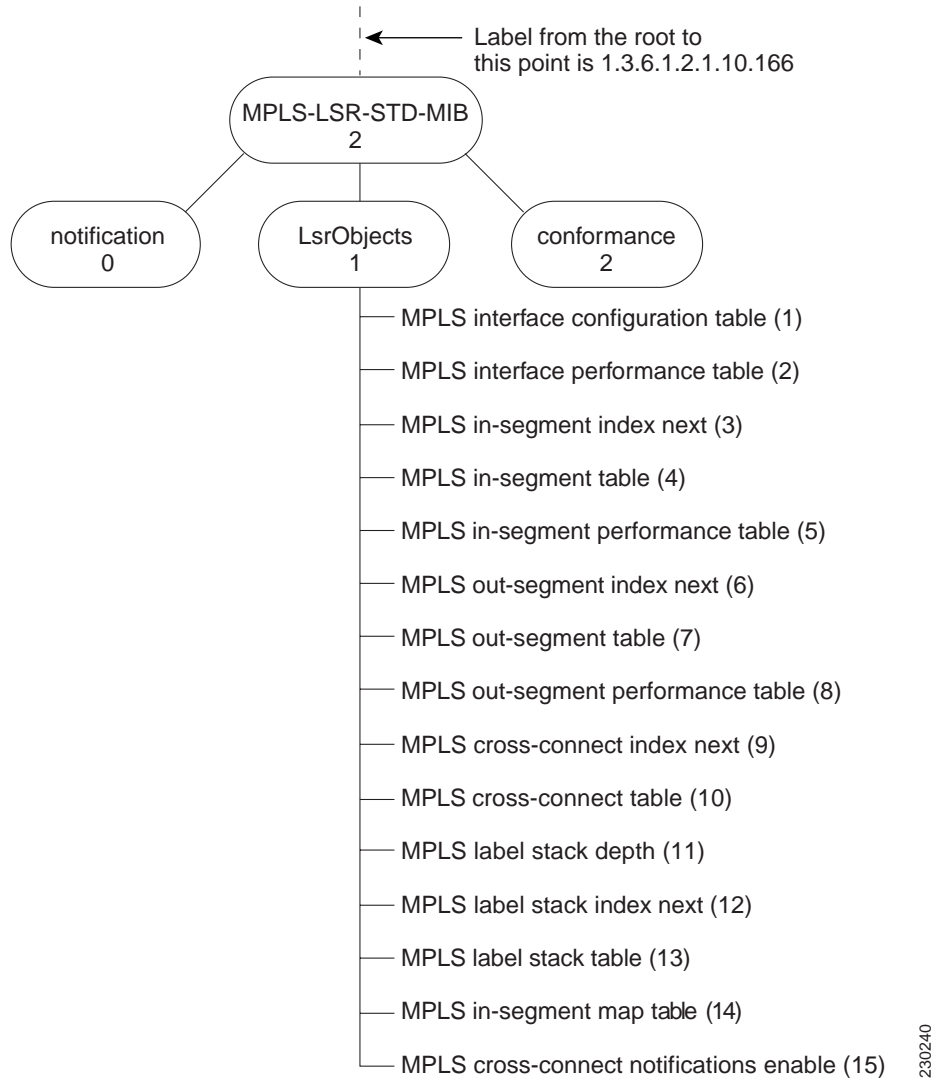 Label from the root to
this point is 1.3.6.1.2.1.10.166
MPLS-LSR-STD-MIB
2
notification
0
LsrObjects
1
conformance
2
MPLS interface configuration table (1)
MPLS interface performance table (2)
MPLS in-segment index next (3)
MPLS in-segment table (4)
MPLS in-segment performance table (5)
MPLS out-segment index next (6)
MPLS out-segment table (7)
MPLS out-segment performance table (8)
MPLS cross-connect index next (9)
MPLS cross-connect table (10)
MPLS label stack depth (11)
MPLS label stack index next (12)
MPLS label stack table (13)
MPLS in-segment map table (14)
MPLS cross-connect notifications enable (15)
230240